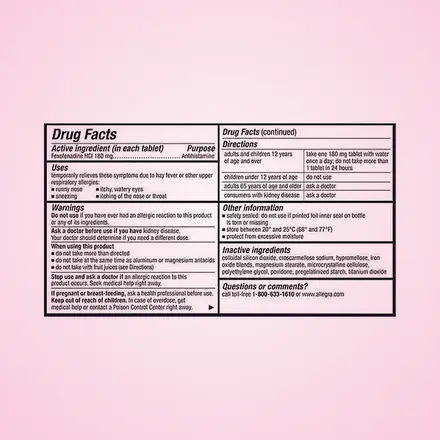 Drug Facts
Active ingredient (in each tablet) Purpose
Fexofenadine HCl 180 mg........................Antihistamine
Uses
temporarily relieves these symptoms due to hay fever or other upper
respiratory allergies:
■ runny nose ■ itchy, watery eyes
■ sneezing ■ itching of the nose or throat
Warnings
Do not use if you have ever had an allergic reaction to this product
or any of its ingredients.
Ask a doctor before use if you have kidney disease.
Your doctor should determine if you need a different dose.
When using this product
■ do not take more than directed
■ do not take at the same time as aluminum or magnesium antacids
■ do not take with fruit juices (see Directions)
Stop use and ask a doctor if an allergic reaction to this
product occurs. Seek medical help right away.
If pregnant or breast-feeding, ask a health professional before use.
Keep out of reach of children. In case of overdose, get
medical help or contact a Poison Control Center right away.
Drug Facts (continued)
Directions
adults and children 12 years take one 180 mg tablet with water
of age and over once a day; do not take more than
1 tablet in 24 hours
children under 12 years of age do not use
adults 65 years of age and older ask a doctor
consumers with kidney disease ask a doctor
Other information
■ safety sealed: do not use if printed foil inner seal on bottle
is torn or missing
■ store between 20° and 25°C (68° and 77°F)
■ protect from excessive moisture
Inactive ingredients
colloidal silicon dioxide, croscarmellose sodium, hypromellose, iron
oxide blends, magnesium stearate, microcrystalline cellulose,
polyethylene glycol, povidone, pregelatinized starch, titanium dioxide
Questions or comments?
call toll-free 1-800-633-1610 or www.allegra.com